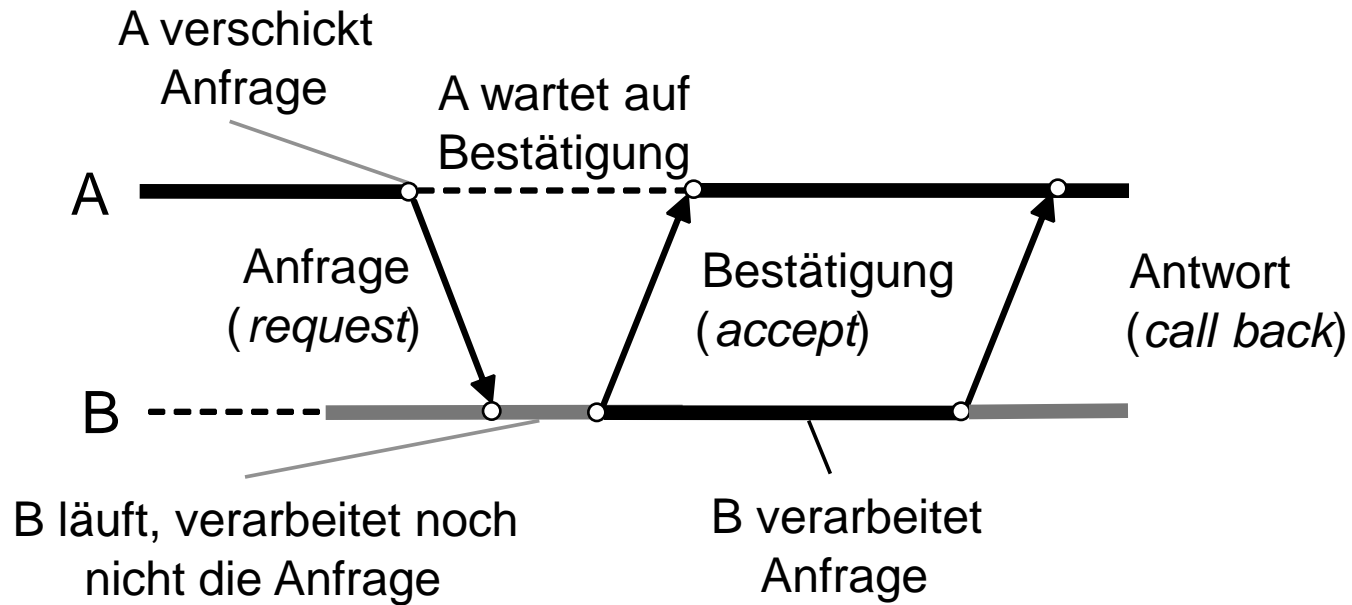 A verschickt
Anfrage
A wartet auf
Bestätigung
A
Anfrage
(request)
Bestätigung
(accept)
Antwort
(call back)
B
B läuft, verarbeitet noch
nicht die Anfrage
B verarbeitet
Anfrage